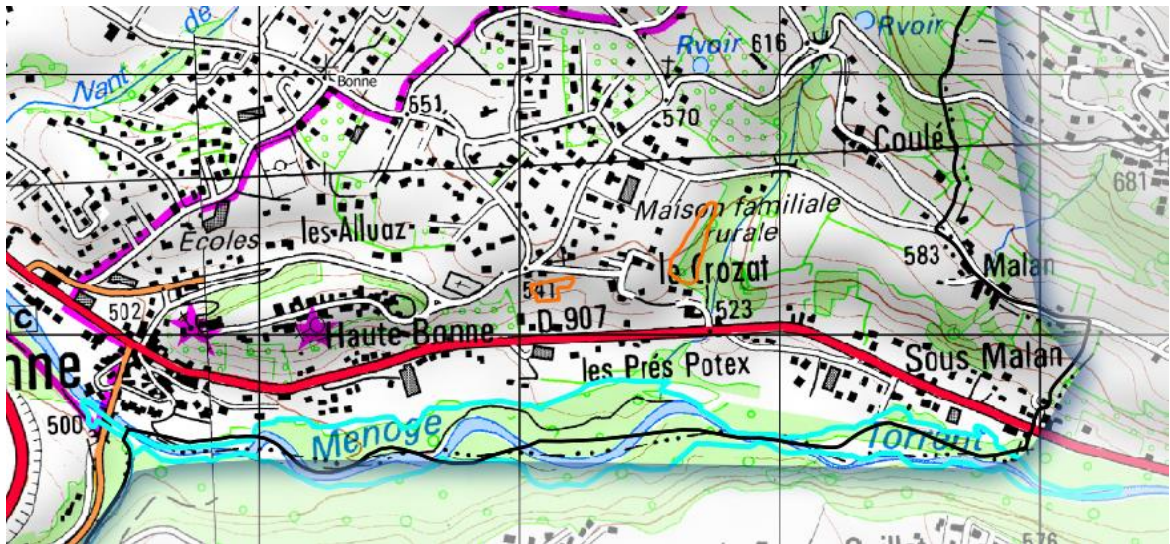 de
Nant
Rvoir
Rvoir
616
Bonne
551
570
Coulé
681
Maison familiale
rurale
Ecoles
les Alluaz
le Crozat
583
Malan
541
502
D 907
523
C
Haute Bonne
Sous Malan
nne
les Prés Potex
500
Menoge
Torrent
576